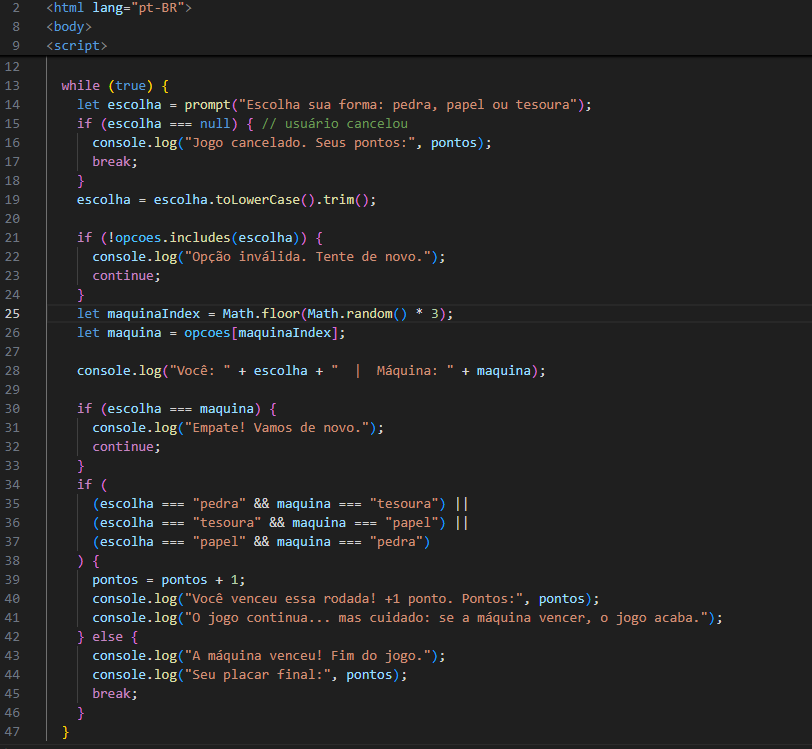 2 <html lang="pt-BR">
8 <body>
9 <script>
12
13 while (true) {
14 let escolha = prompt("Escolha sua forma: pedra, papel ou tesoura");
15 if (escolha === null) { // usuário cancelou
16 console.log("Jogo cancelado. Seus pontos:", pontos);
17 break;
18 }
19 escolha = escolha.toLowerCase().trim();
20
21 if (!opcoes.includes(escolha)) {
22 console.log("Opção inválida. Tente de novo.");
23 continue;
24 }
25 let maquinaIndex = Math.floor(Math.random() * 3);
26 let maquina = opcoes[maquinaIndex];
27
28 console.log("Você: " + escolha + "  |  Máquina: " + maquina);
29
30 if (escolha === maquina) {
31 console.log("Empate! Vamos de novo.");
32 continue;
33 }
34 if (
35 (escolha === "pedra" && maquina === "tesoura") ||
36 (escolha === "tesoura" && maquina === "papel") ||
37 (escolha === "papel" && maquina === "pedra")
38 ) {
39 pontos = pontos + 1;
40 console.log("Você venceu essa rodada! +1 ponto. Pontos:", pontos);
41 console.log("O jogo continua... mas cuidado: se a máquina vencer, o jogo acaba.");
42 } else {
43 console.log("A máquina venceu! Fim do jogo.");
44 console.log("Seu placar final:", pontos);
45 break;
46 }
47 }